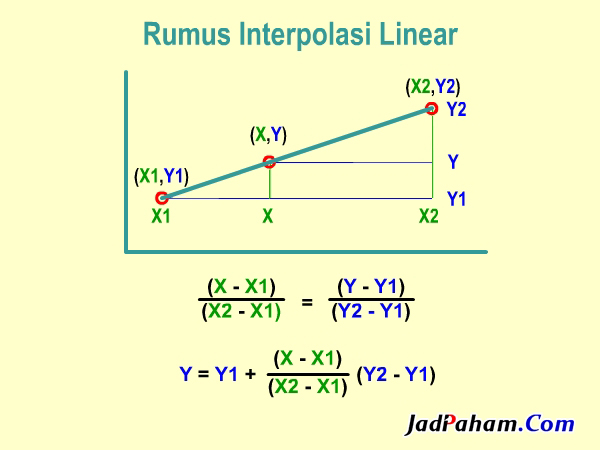 Rumus Interpolasi Linear
(X2,Y2)
Y2
(X,Y)
Y
(X1,Y1)
Y1
X1 X X2
(X - X1) (Y - Y1)
=
(X2 - X1) (Y2 - Y1)
(X - X1)
Y = Y1 + (Y2 - Y1)
(X2 - X1)
JadiPaham.Com